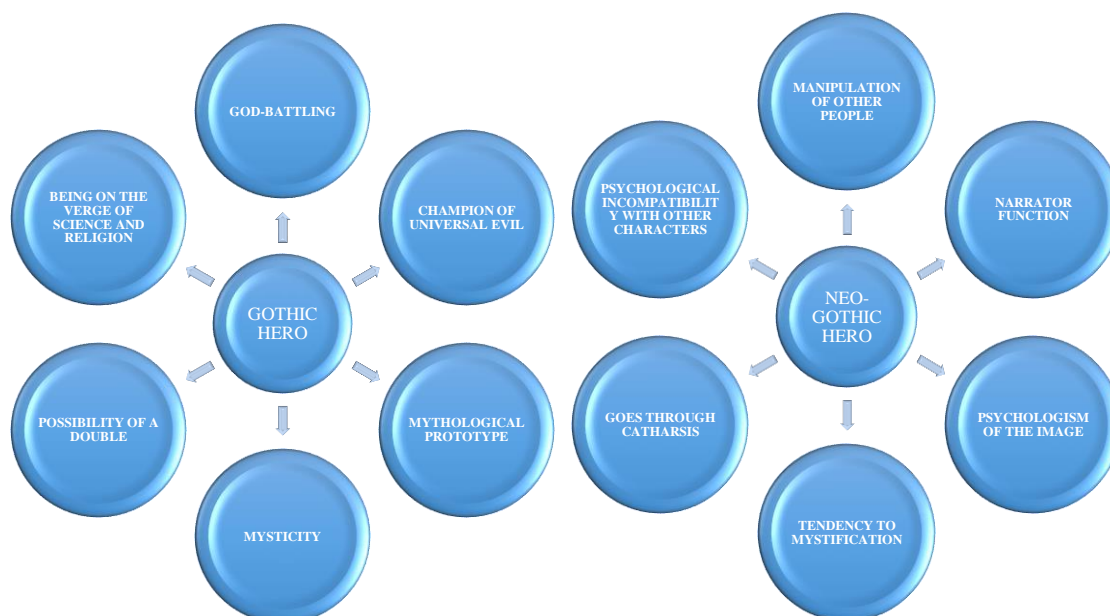 GOD-BATTLING
BEING ON THE
VERGE OF
SCIENCE AND
RELIGION
CHAMPION OF
UNIVERSAL EVIL
GOTHIC
HERO
POSSIBILITY OF A
DOUBLE
MYTHOLOGICAL
PROTOTYPE
MYSTICITY
MANIPULATION
OF OTHER
PEOPLE
PSYCHOLOGICAL
INCOMPATIBILIT
Y WITH OTHER
CHARACTERS
NARRATOR
FUNCTION
NEO-
GOTHIC
HERO
GOES THROUGH
CATHARSIS
PSYCHOLOGISM
OF THE IMAGE
TENDENCY TO
MYSTIFICATION